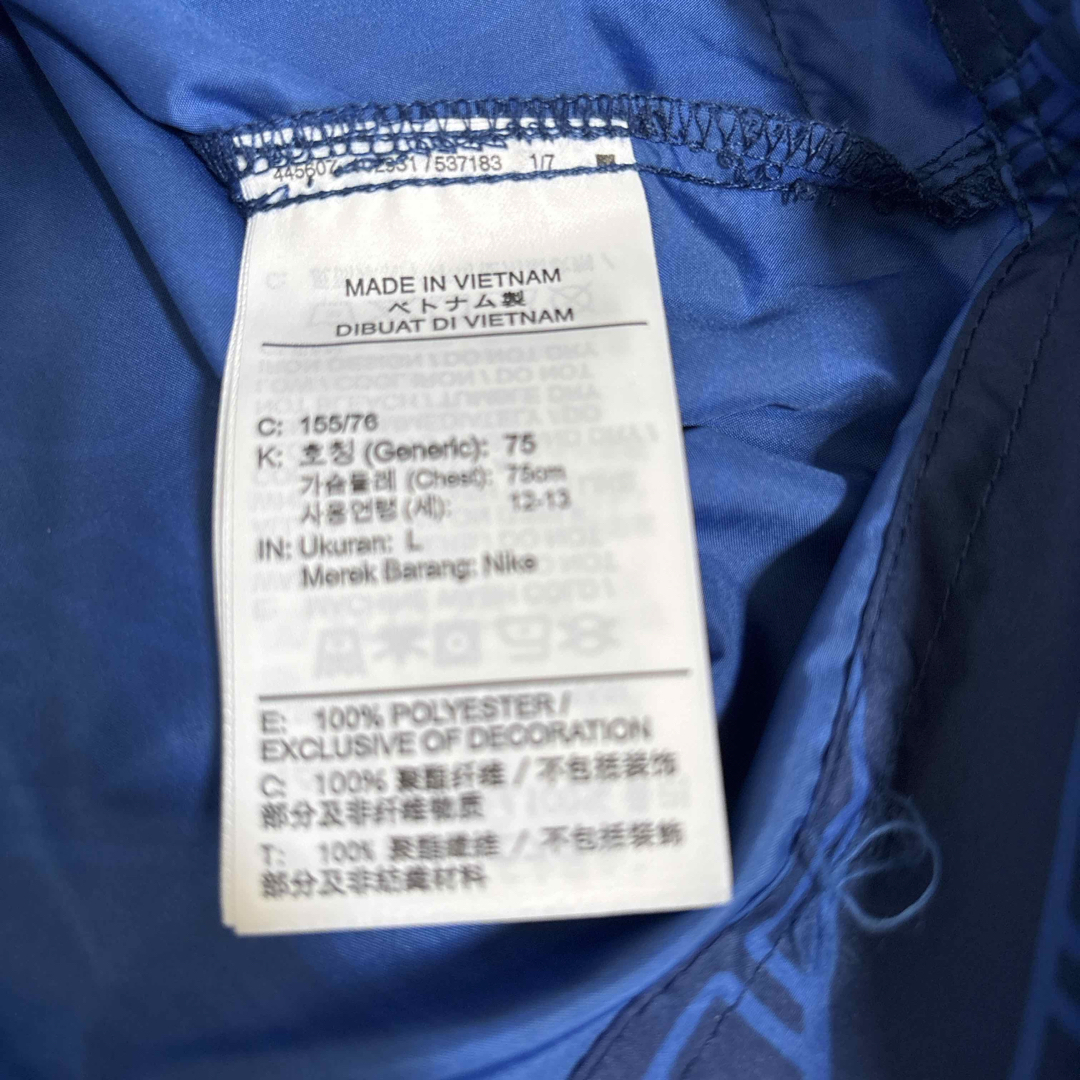 2931 / 537183 1/7
MADE IN VIETNAM
ベトナム製
DIBUAT DI VIETNAM
C: 155/76
K: 호칭 (Generic): 75
가슴둘레 (Chest): 75cm
사용연령 (세): 12-13
IN: Ukuran: L
Merek Barang: Nike
E: 100% POLYESTER /
EXCLUSIVE OF DECORATION
C: 100% 聚酯纤维 / 不包括装饰
部分及非纤维物质
T: 100% 聚酯纖維 / 不包括裝飾
部分及非紡織材料